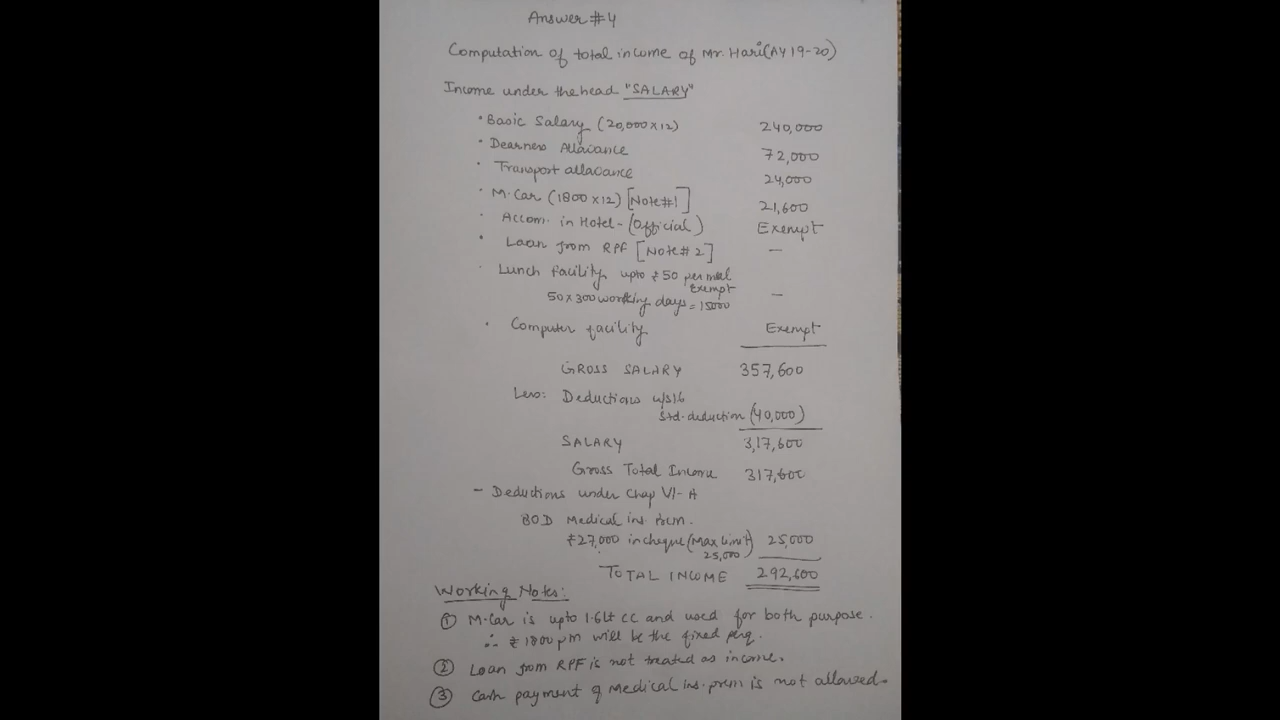 Answer #4
Computation of total income of Mr. Hari (AY 19-20)
Income under the head "SALARY"
• Basic Salary (20,000 x 12) 240,000
• Dearness Allawance 72,000
• Transport allawance 24,000
• M.Car (1800 x 12) [Note #1] 21,600
• Accom. in Hotel - (Official) Exempt
• Loan from RPF [Note # 2] —
• Lunch facility upto ₹50 per meal
Exempt
50 x 300 working days = 15000 —
• Computer facility Exempt
GROSS SALARY 357,600
Less: Deductions u/s 16
Std. deduction (40,000)
SALARY 3,17,600
Gross Total Income 317,600
- Deductions under Chap VI-A
80D Medical ins. Prem.
₹27,000 in cheque (Max Limit) 25,000
25,000
TOTAL INCOME 292,600
Working Notes:
① M.Car is upto 1.6 Lt CC and used for both purpose.
∴ ₹1800 pm will be the fixed perq.
② Loan from RPF is not treated as income.
③ Cash payment of Medical ins. prem is not allowed.